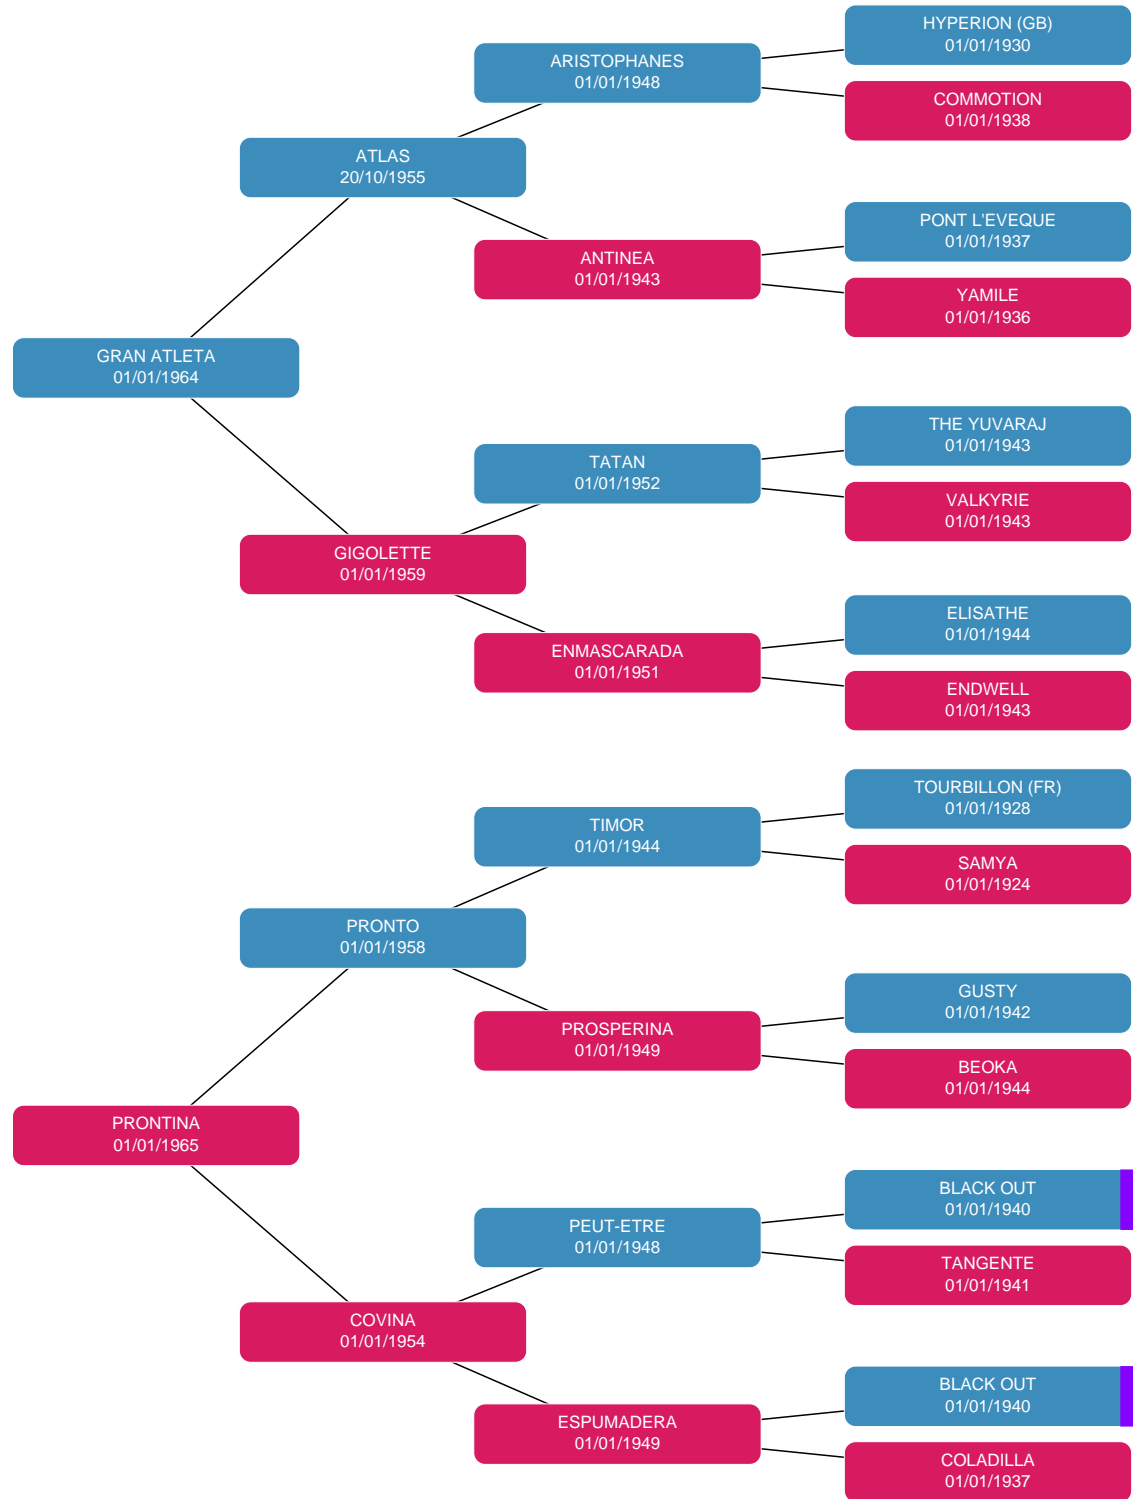 HYPERION (GB)
01/01/1930
ARISTOPHANES
01/01/1948
COMMOTION
01/01/1938
ATLAS
20/10/1955
PONT L'EVEQUE
01/01/1937
ANTINEA
01/01/1943
YAMILE
01/01/1936
GRAN ATLETA
01/01/1964
THE YUVARAJ
01/01/1943
TATAN
01/01/1952
VALKYRIE
01/01/1943
GIGOLETTE
01/01/1959
ELISATHE
01/01/1944
ENMASCARADA
01/01/1951
ENDWELL
01/01/1943
TOURBILLON (FR)
01/01/1928
TIMOR
01/01/1944
SAMYA
01/01/1924
PRONTO
01/01/1958
GUSTY
01/01/1942
PROSPERINA
01/01/1949
BEOKA
01/01/1944
PRONTINA
01/01/1965
BLACK OUT
01/01/1940
PEUT-ETRE
01/01/1948
TANGENTE
01/01/1941
COVINA
01/01/1954
BLACK OUT
01/01/1940
ESPUMADERA
01/01/1949
COLADILLA
01/01/1937